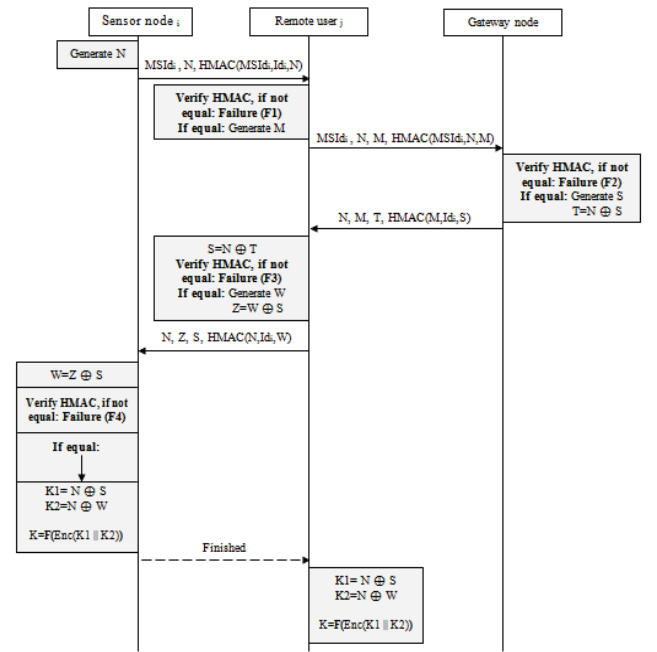 Sensor node i
Remote user j
Gateway node
Generate N
MSIdi , N, HMAC(MSIdi,Idi,N)
Verify HMAC, if not
equal: Failure (F1)
If equal: Generate M
MSIdi , N, M, HMAC(MSIdi,N,M)
Verify HMAC, if not
equal: Failure (F2)
If equal: Generate S
T=N ⊕ S
N, M, T, HMAC(M,Idi,S)
S=N ⊕ T
Verify HMAC, if not
equal: Failure (F3)
If equal: Generate W
Z=W ⊕ S
N, Z, S, HMAC(N,Idi,W)
W=Z ⊕ S
Verify HMAC, if not
equal: Failure (F4)
If equal:
K1= N ⊕ S
K2=N ⊕ W
K=F(Enc(K1 || K2))
Finished
K1= N ⊕ S
K2=N ⊕ W
K=F(Enc(K1 || K2))